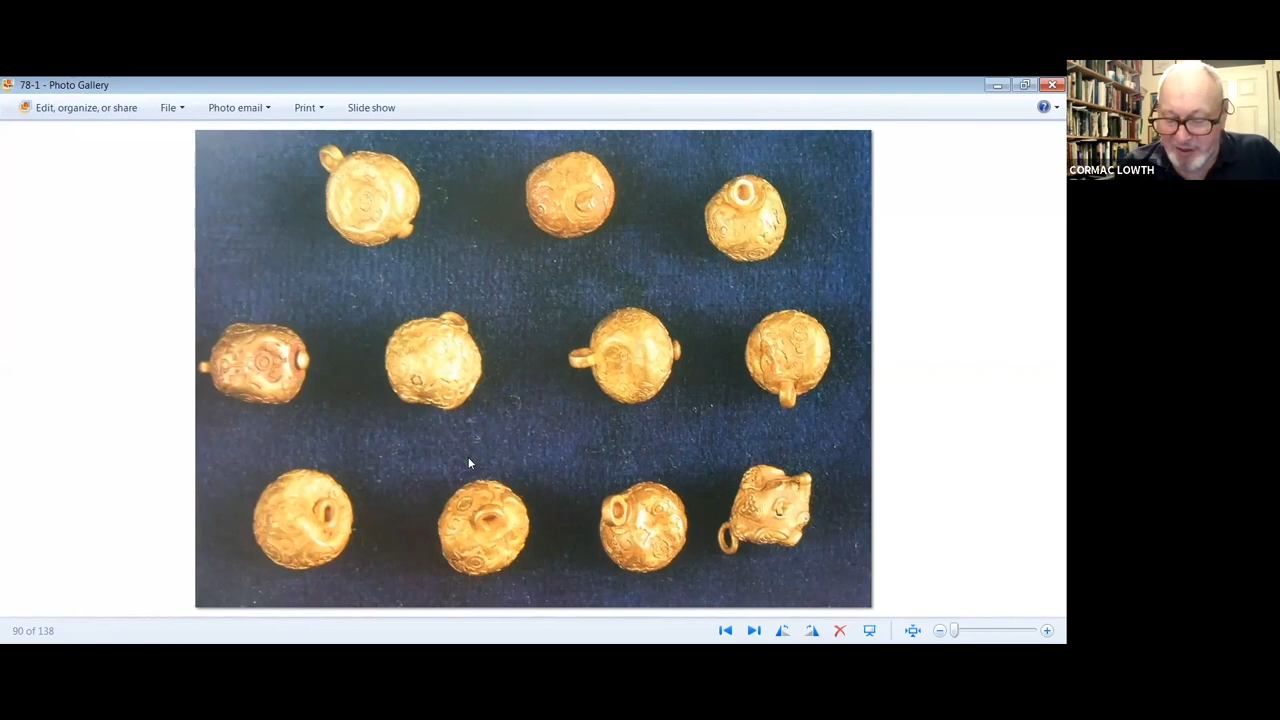 78-1 - Photo Gallery
Edit, organize, or share File Photo email Print Slide show
CORMAC LOWTH
90 of 138